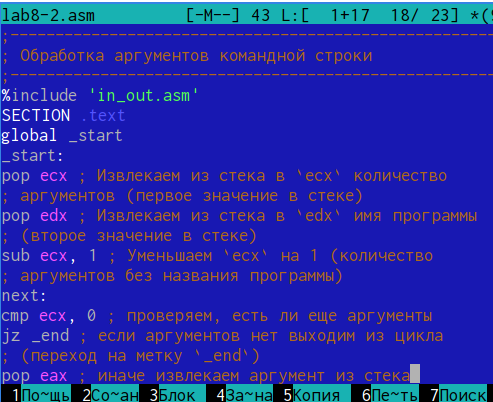 lab8-2.asm [-M--] 43 L:[ 1+17 18/ 23] *(
;--------------------------------------------------
; Обработка аргументов командной строки
;--------------------------------------------------
%include 'in_out.asm'
SECTION .text
global _start
_start:
pop ecx ; Извлекаем из стека в `ecx` количество
; аргументов (первое значение в стеке)
pop edx ; Извлекаем из стека в `edx` имя программы
; (второе значение в стеке)
sub ecx, 1 ; Уменьшаем `ecx` на 1 (количество
; аргументов без названия программы)
next:
cmp ecx, 0 ; проверяем, есть ли еще аргументы
jz _end ; если аргументов нет выходим из цикла
; (переход на метку `_end`)
pop eax ; иначе извлекаем аргумент из стека
1По~щь 2Со~ан 3Блок 4За~на 5Копия 6Пе~ть 7Поиск